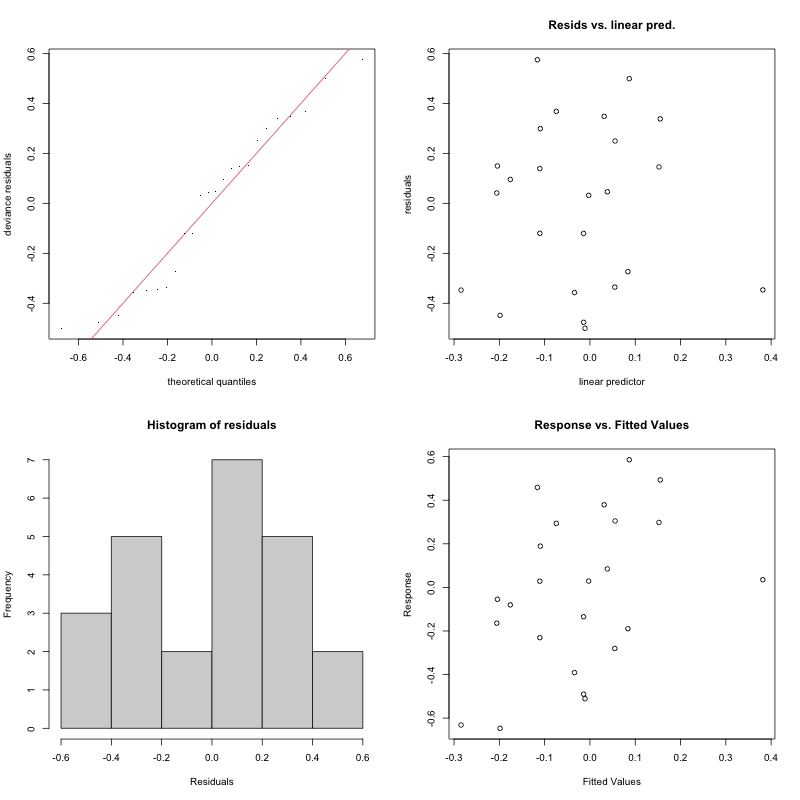 deviance residuals
0.6
0.4
0.2
0.0
-0.2
-0.4
-0.6 -0.4 -0.2 0.0 0.2 0.4 0.6
theoretical quantiles
Resids vs. linear pred.
residuals
0.6
0.4
0.2
0.0
-0.2
-0.4
-0.3 -0.2 -0.1 0.0 0.1 0.2 0.3 0.4
linear predictor
Histogram of residuals
Frequency
7
6
5
4
3
2
1
0
-0.6 -0.4 -0.2 0.0 0.2 0.4 0.6
Residuals
Response vs. Fitted Values
Response
0.6
0.4
0.2
0.0
-0.2
-0.4
-0.6
-0.3 -0.2 -0.1 0.0 0.1 0.2 0.3 0.4
Fitted Values